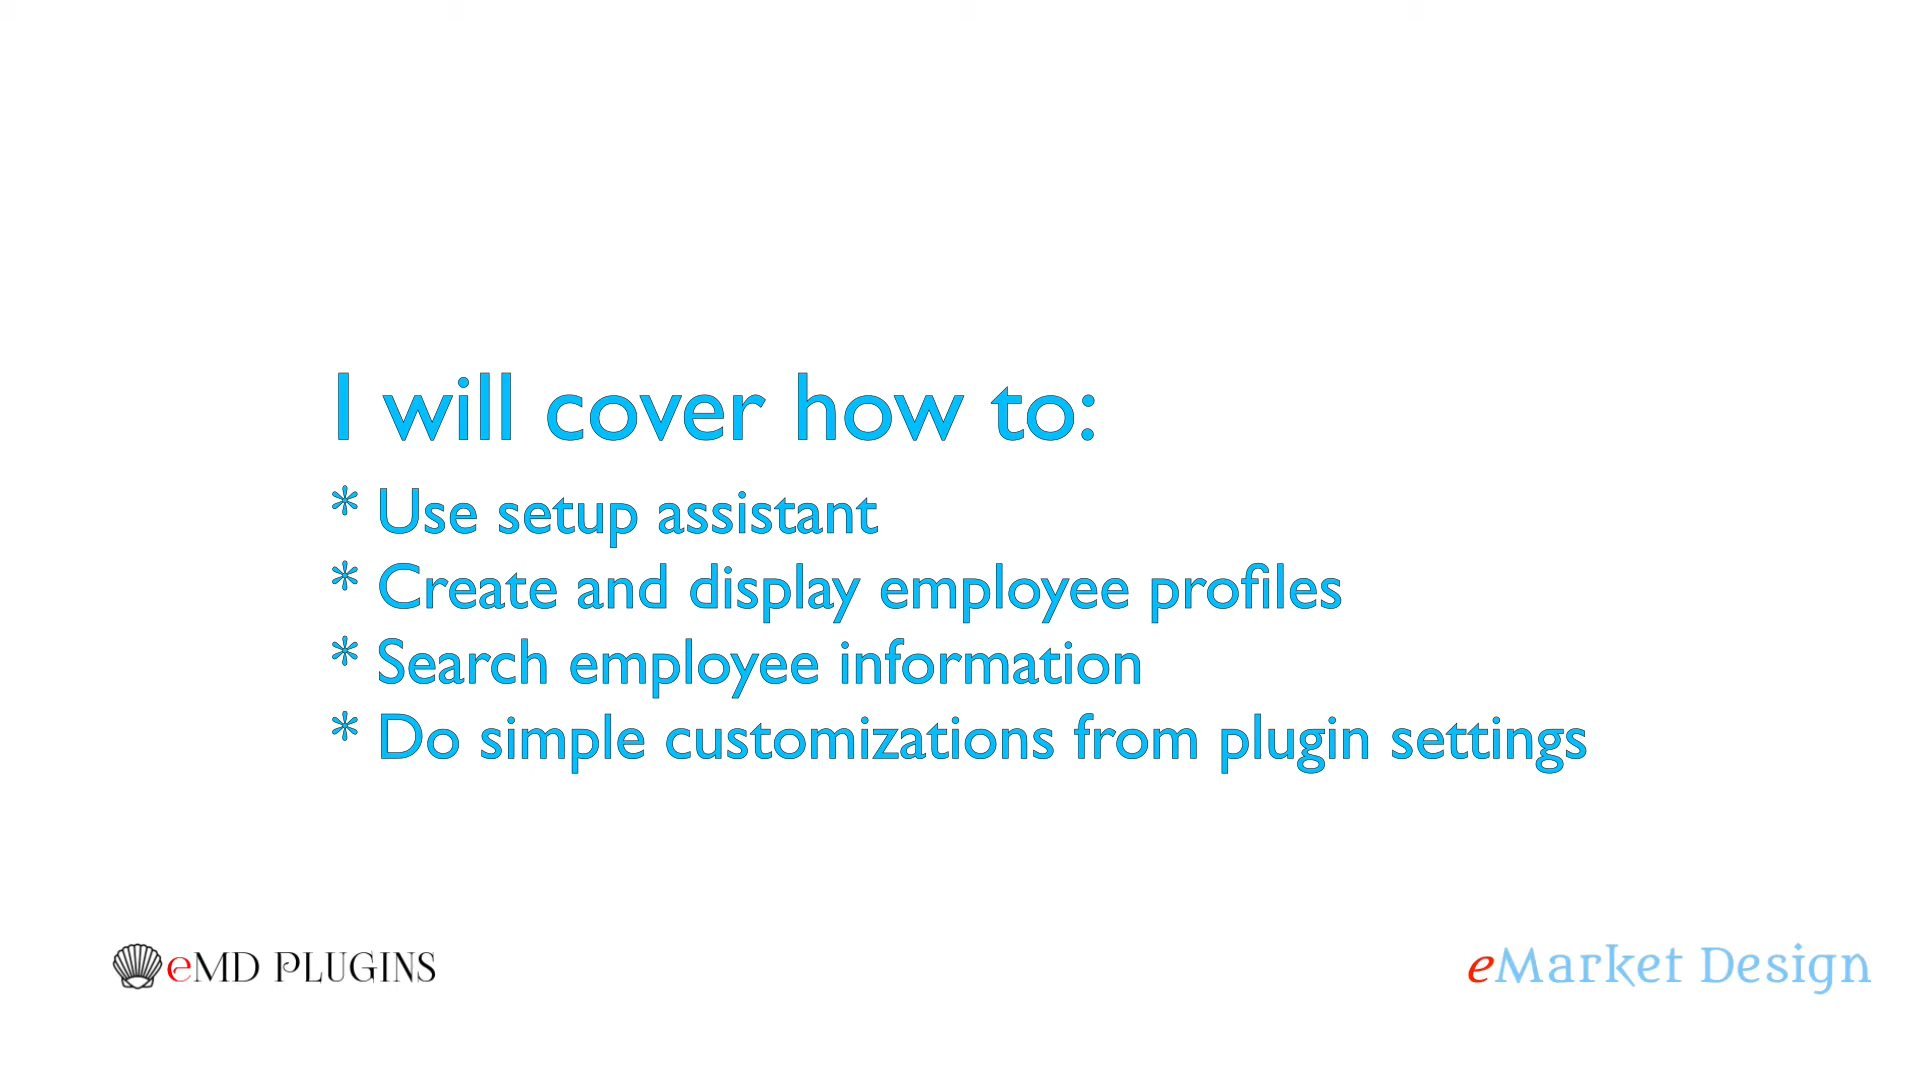 I will cover how to:
* Use setup assistant
* Create and display employee profiles
* Search employee information
* Do simple customizations from plugin settings
eMD PLUGINS
eMarket Design